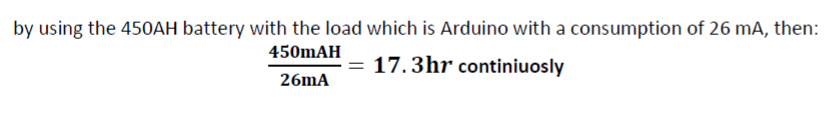 by using the 450AH battery with the load which is Arduino with a consumption of 26 mA, then:
450mAH
26mA
= 17.3hr continiuosly